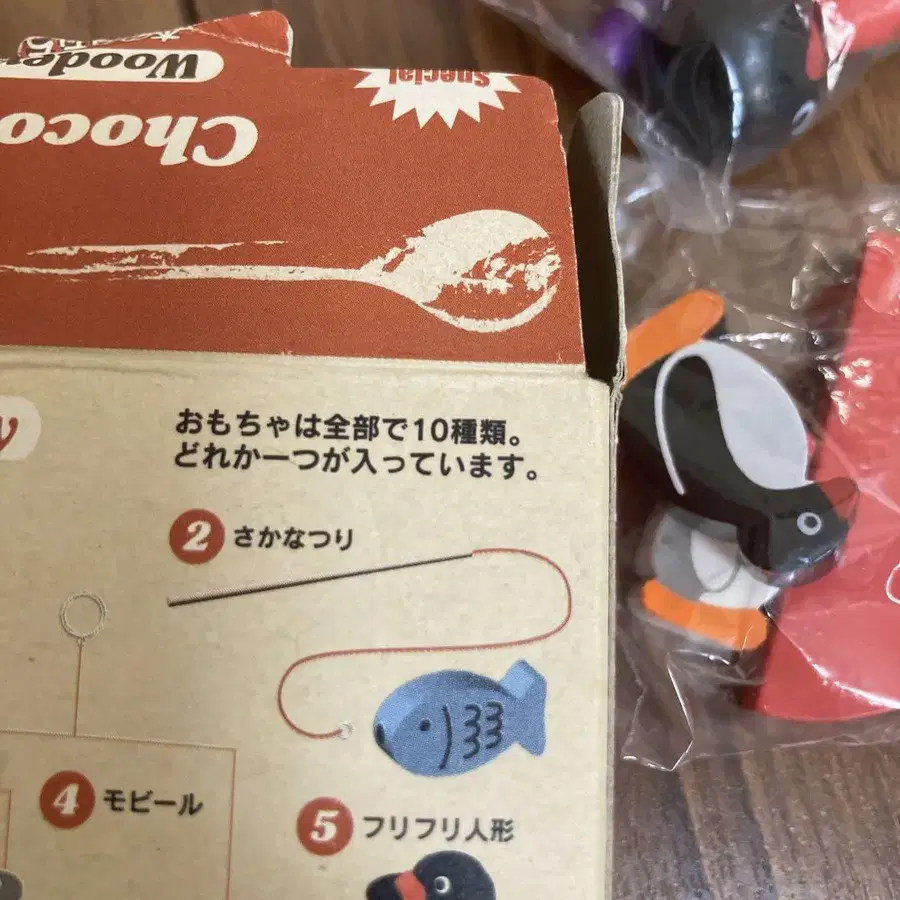 Woode
Choco
Special
おもちゃは全部で10種類。
どれか一つが入っています。
2 さかなつり
4 モビール
5 フリフリ人形